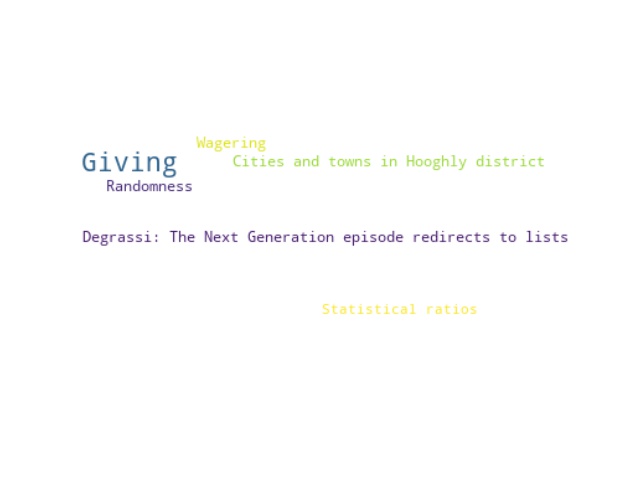 Wagering
Giving
Cities and towns in Hooghly district
Randomness
Degrassi: The Next Generation episode redirects to lists
Statistical ratios